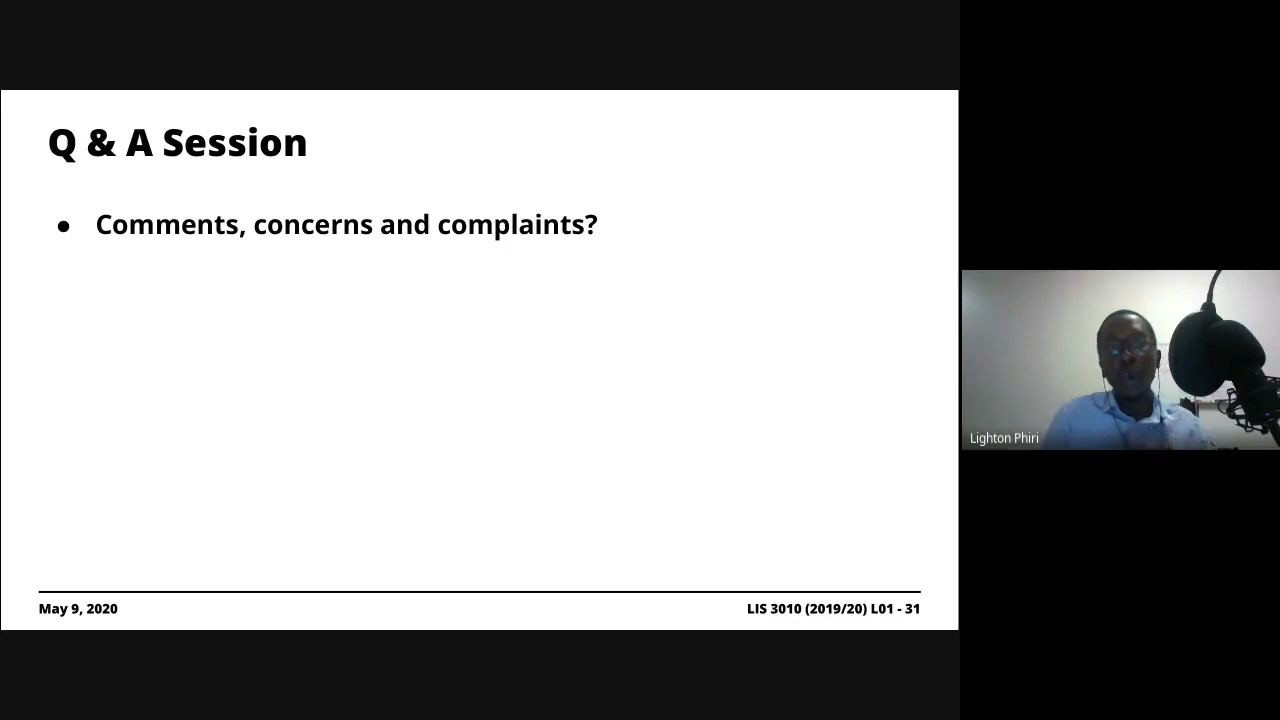 Q & A Session
● Comments, concerns and complaints?
May 9, 2020
LIS 3010 (2019/20) L01 - 31
Lighton Phiri